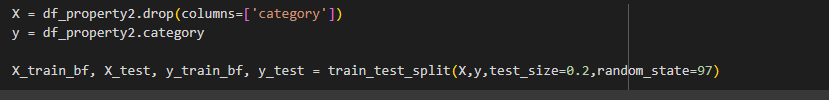 X = df_property2.drop(columns=['category'])
y = df_property2.category
X_train_bf, X_test, y_train_bf, y_test = train_test_split(X,y,test_size=0.2,random_state=97)